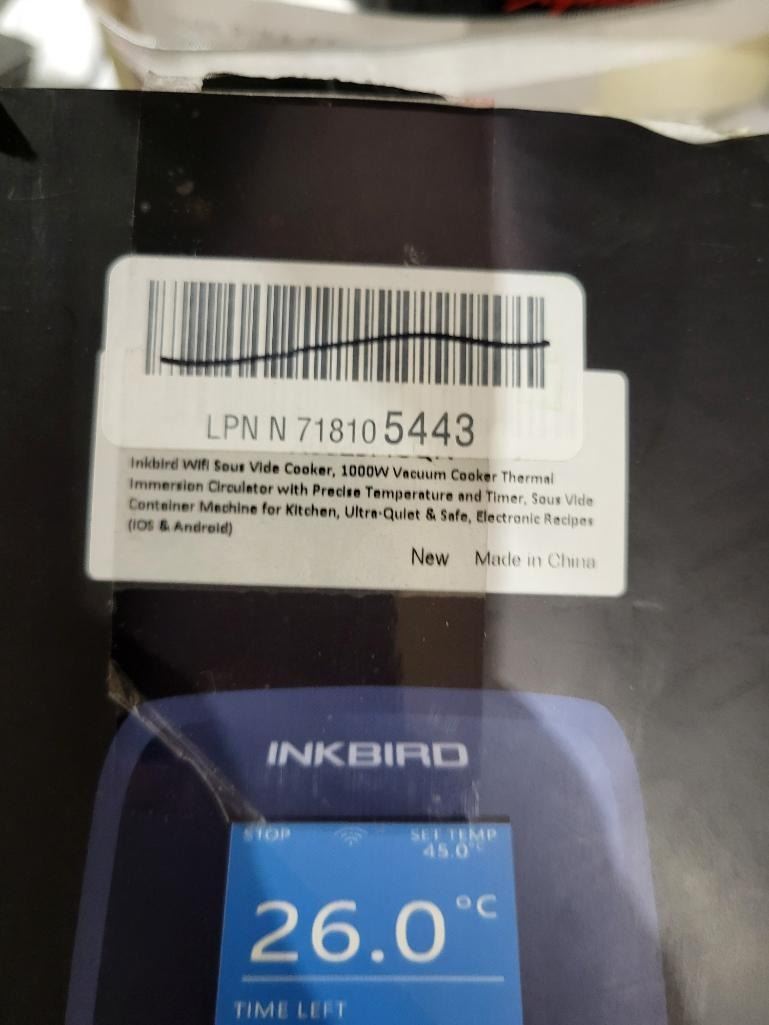 LPN N 718105443
Inkbird Wifi Sous Vide Cooker, 1000W Vacuum Cooker Thermal
Immersion Circulator with Precise Temperature and Timer, Sous Vide
Container Machine for Kitchen, Ultra-Quiet & Safe, Electronic Recipes
(iOS & Android)
New Made in China
INKBIRD
STOP SET TEMP
45.0°C
26.0 °C
TIME LEFT